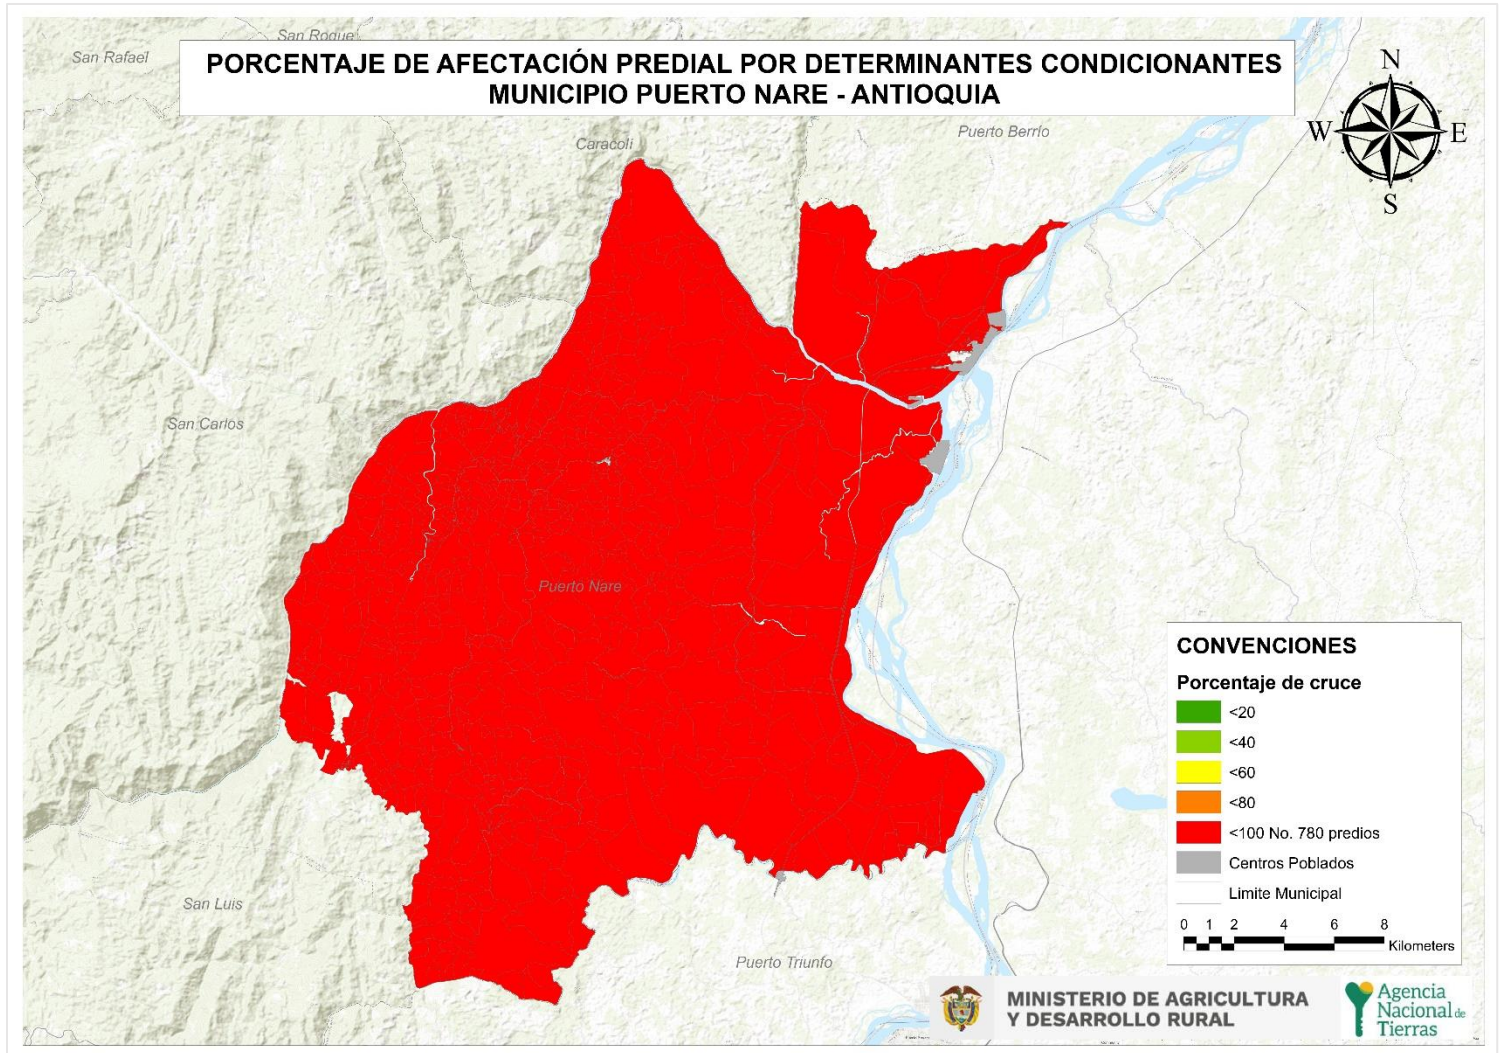 San Roque
San Rafael
PORCENTAJE DE AFECTACIÓN PREDIAL POR DETERMINANTES CONDICIONANTES
MUNICIPIO PUERTO NARE - ANTIOQUIA
N
W
E
S
Puerto Berrío
Caracolí
San Carlos
Puerto Nare
San Luis
Puerto Triunfo
CONVENCIONES
Porcentaje de cruce
<20
<40
<60
<80
<100 No. 780 predios
Centros Poblados
Limite Municipal
0 1 2 4 6 8
Kilometers
MINISTERIO DE AGRICULTURA
Y DESARROLLO RURAL
Agencia
Nacional de
Tierras